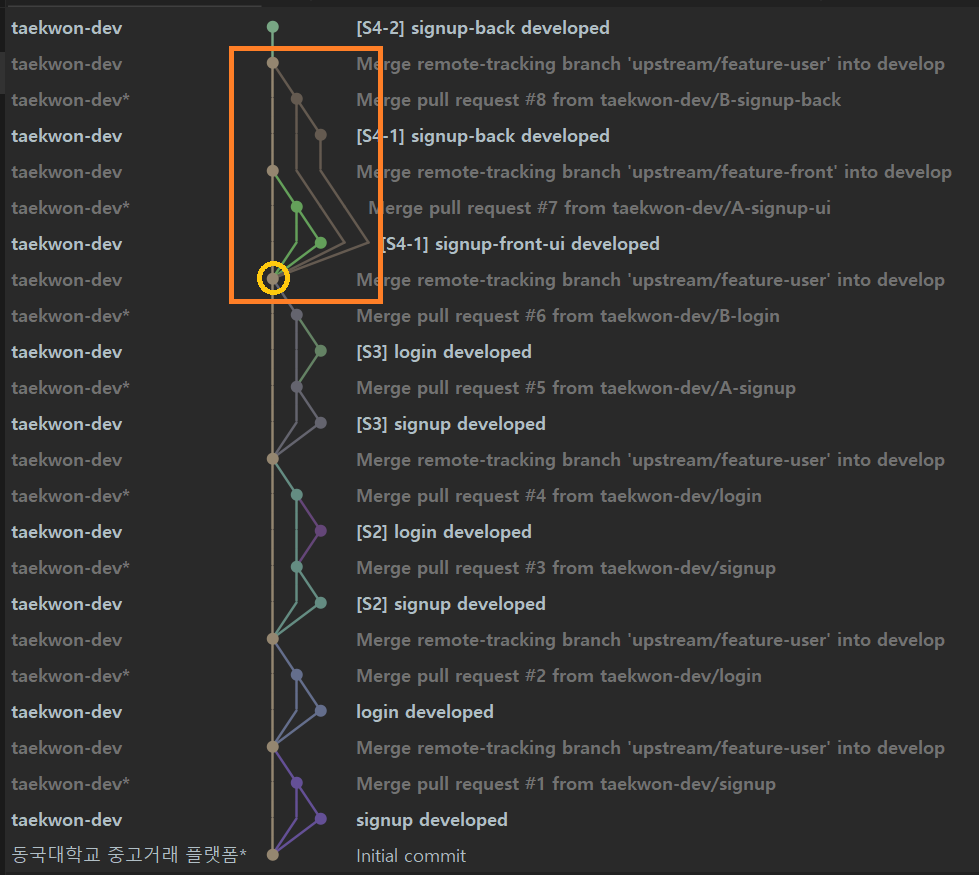 taekwon-dev [S4-2] signup-back developed
taekwon-dev Merge remote-tracking branch 'upstream/feature-user' into develop
taekwon-dev* Merge pull request #8 from taekwon-dev/B-signup-back
taekwon-dev [S4-1] signup-back developed
taekwon-dev Merge remote-tracking branch 'upstream/feature-front' into develop
taekwon-dev* Merge pull request #7 from taekwon-dev/A-signup-ui
taekwon-dev [S4-1] signup-front-ui developed
taekwon-dev Merge remote-tracking branch 'upstream/feature-user' into develop
taekwon-dev* Merge pull request #6 from taekwon-dev/B-login
taekwon-dev [S3] login developed
taekwon-dev* Merge pull request #5 from taekwon-dev/A-signup
taekwon-dev [S3] signup developed
taekwon-dev Merge remote-tracking branch 'upstream/feature-user' into develop
taekwon-dev* Merge pull request #4 from taekwon-dev/login
taekwon-dev [S2] login developed
taekwon-dev* Merge pull request #3 from taekwon-dev/signup
taekwon-dev [S2] signup developed
taekwon-dev Merge remote-tracking branch 'upstream/feature-user' into develop
taekwon-dev* Merge pull request #2 from taekwon-dev/login
taekwon-dev login developed
taekwon-dev Merge remote-tracking branch 'upstream/feature-user' into develop
taekwon-dev* Merge pull request #1 from taekwon-dev/signup
taekwon-dev signup developed
동국대학교 중고거래 플랫폼* Initial commit